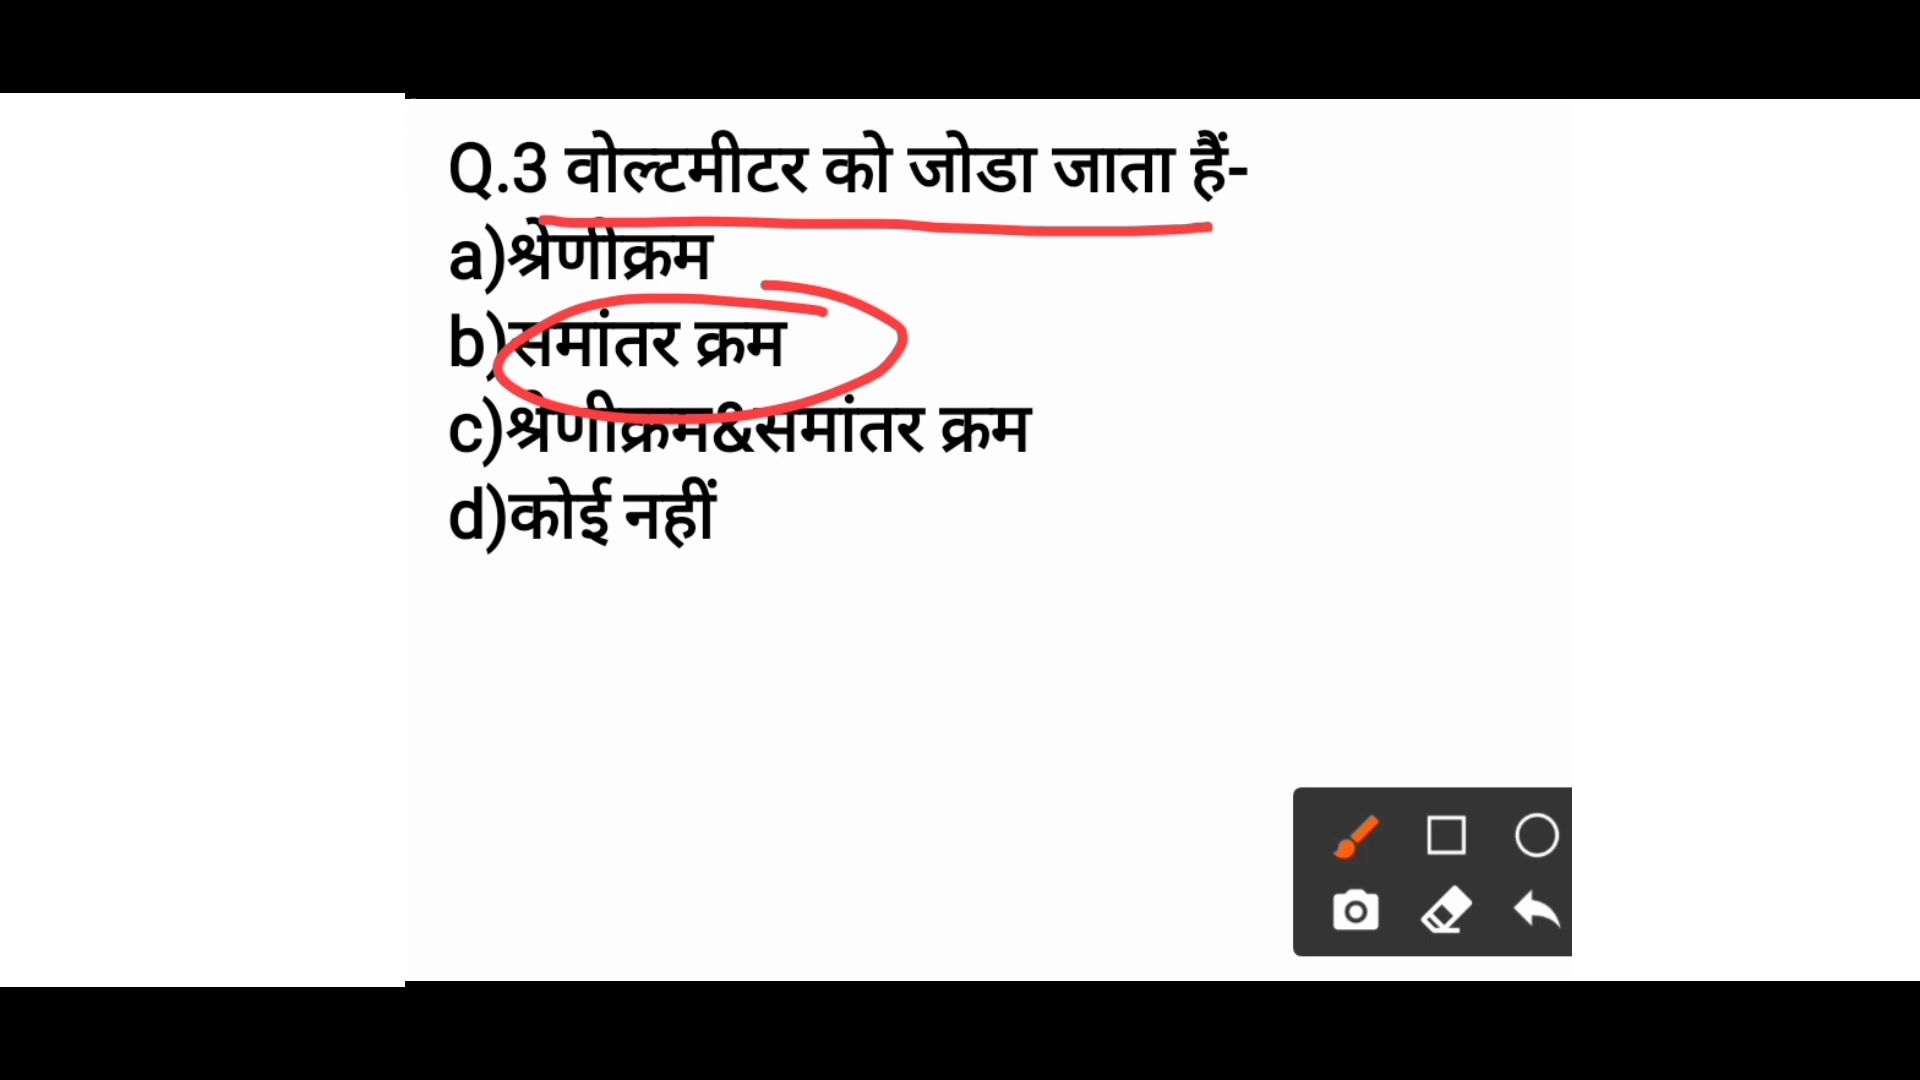 Q.3 वोल्टमीटर को जोडा जाता हैं-
a)श्रेणीक्रम
b)समांतर क्रम
c)श्रेणीक्रम&समांतर क्रम
d)कोई नहीं